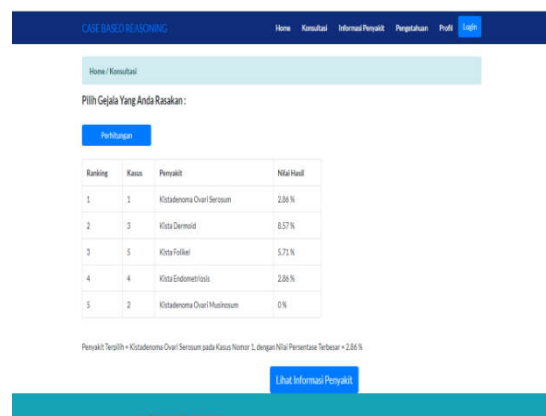 CASE BASED REASONING
Home Konsultasi Informasi Penyakit Pengetahuan Profil Login
Home / Konsultasi
Pilih Gejala Yang Anda Rasakan :
Perhitungan
Ranking Kasus Penyakit Nilai Hasil
1 1 Kistadenoma Ovari Serosum 2.86 %
2 3 Kista Dermoid 8.57 %
3 5 Kista Folikel 5.71 %
4 4 Kista Endometriosis 2.86 %
5 2 Kistadenoma Ovari Musinosum 0 %
Penyakit Terpilih = Kistadenoma Ovari Serosum pada Kasus Nomor 1, dengan Nilai Persentase Terbesar = 2.86 %
Lihat Informasi Penyakit